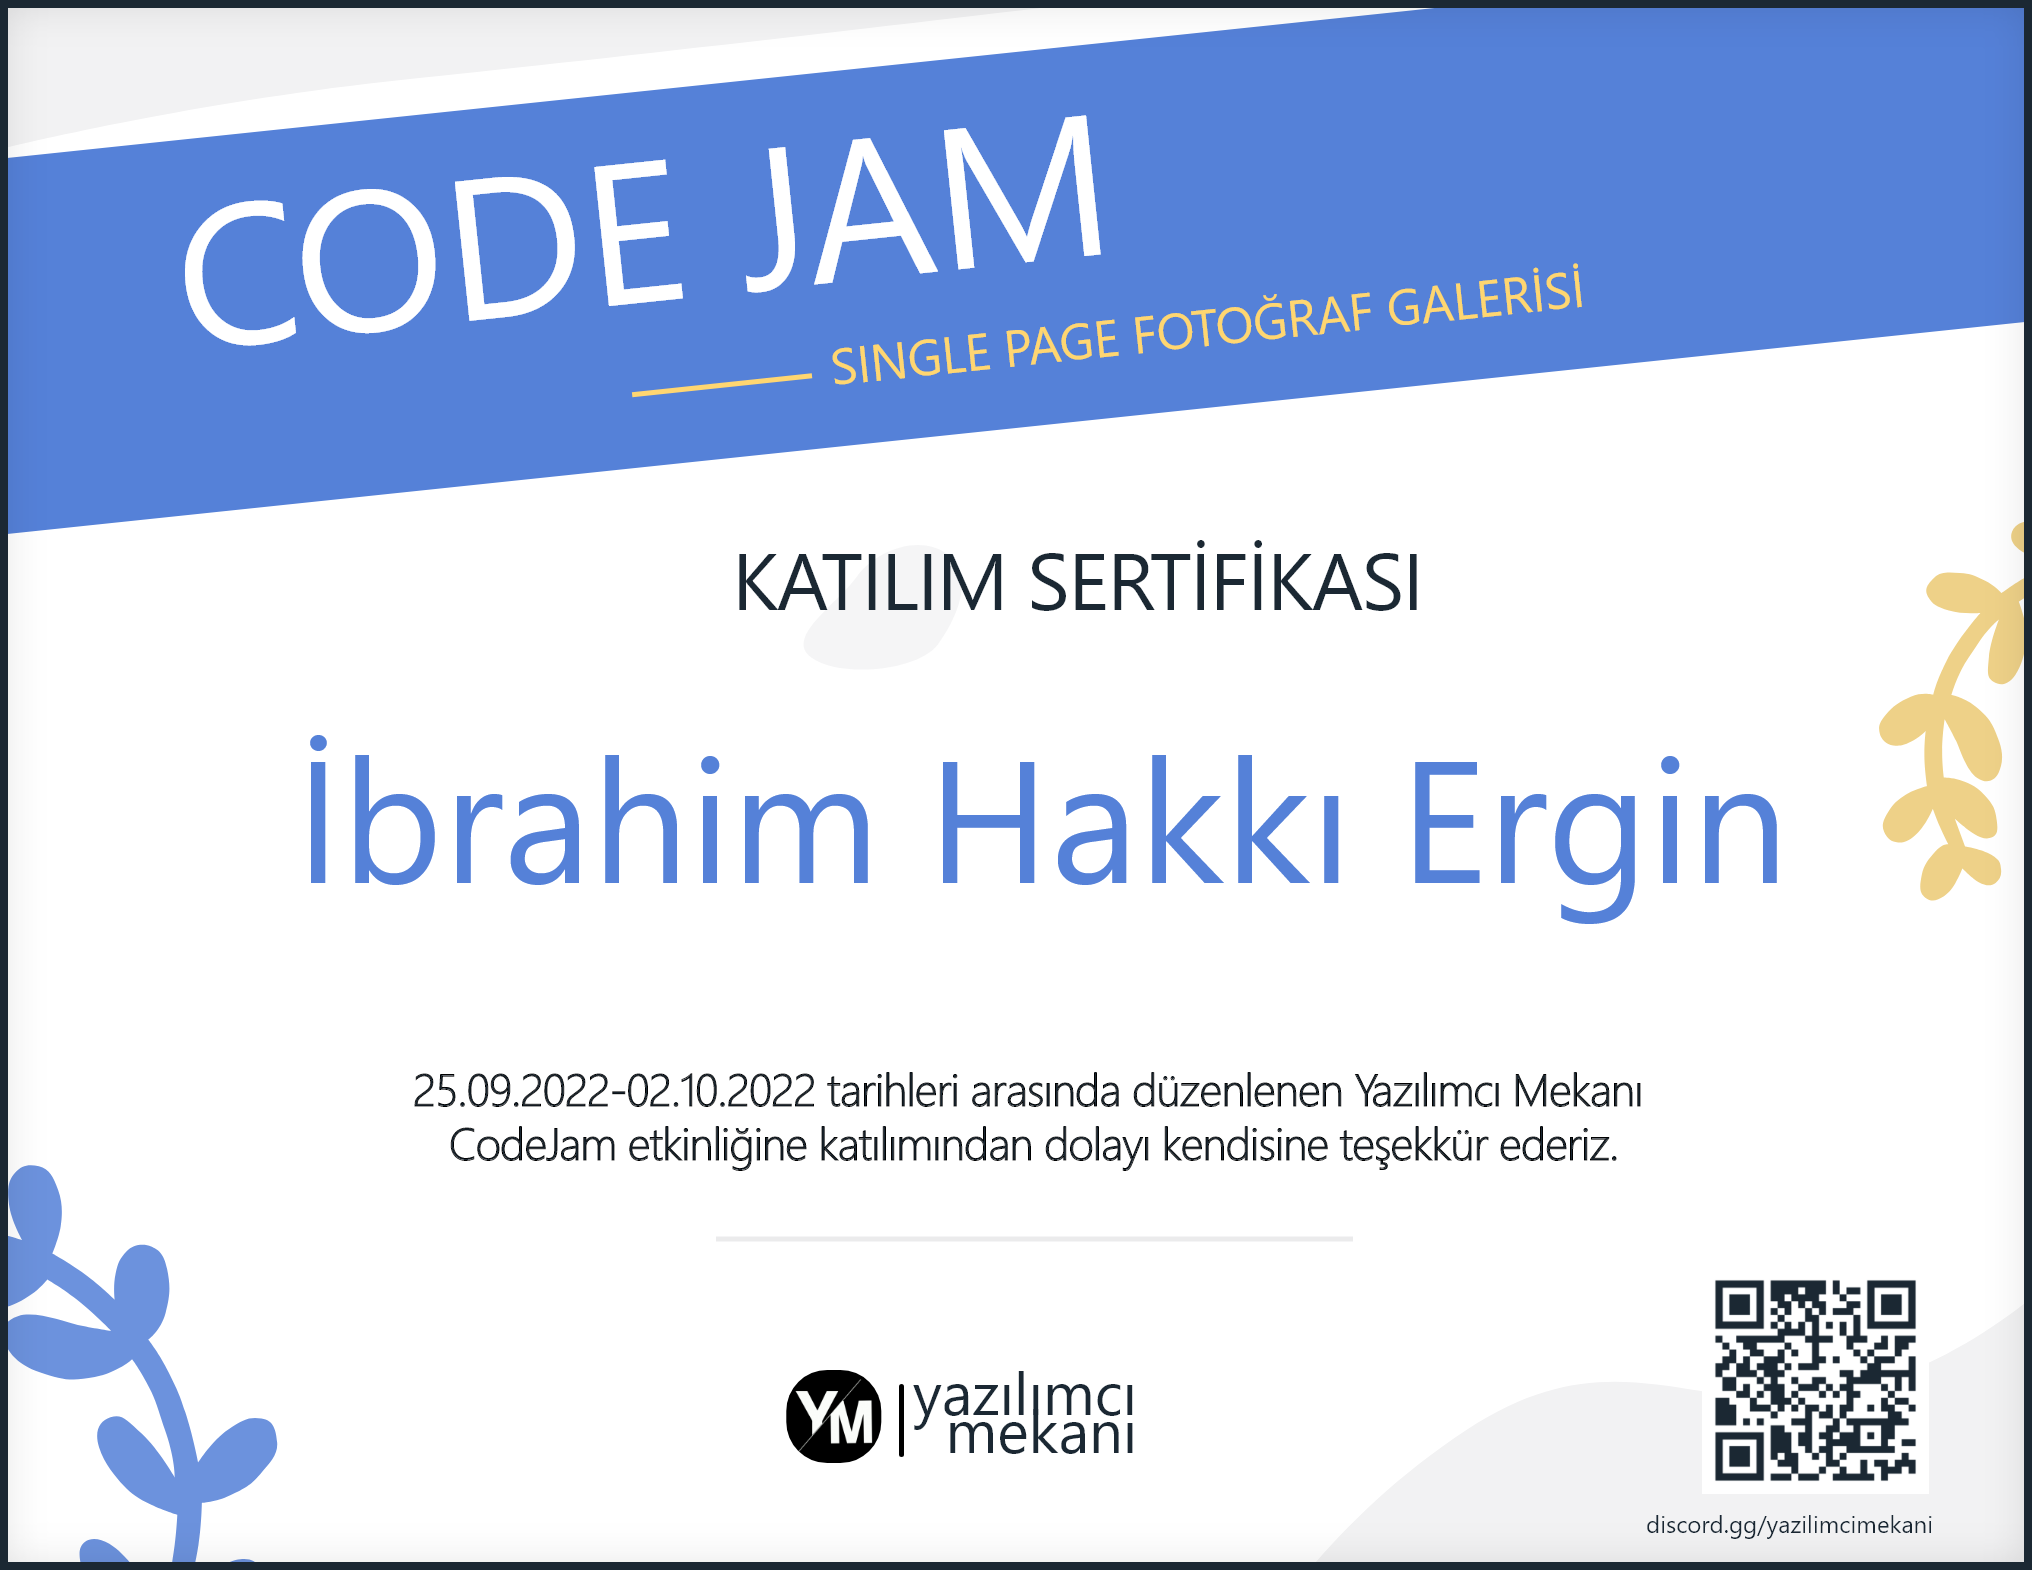 CODE JAM
SINGLE PAGE FOTOĞRAF GALERİSİ
KATILIM SERTİFİKASI
İbrahim Hakkı Ergin
25.09.2022-02.10.2022 tarihleri arasında düzenlenen Yazılımcı Mekanı
CodeJam etkinliğine katılımından dolayı kendisine teşekkür ederiz.
YM
yazılımcı
mekanı
discord.gg/yazilimcimekani